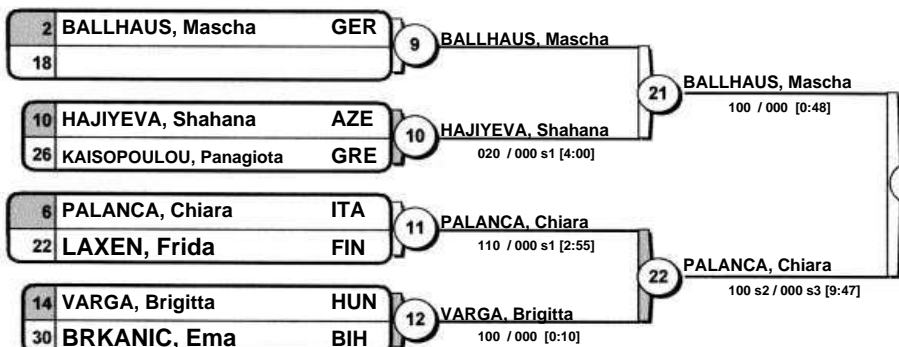 2 BALLHAUS, Mascha GER
18
9
BALLHAUS, Mascha
10 HAJIYEVA, Shahana AZE
26 KAISOPOULOU, Panagiota GRE
10
HAJIYEVA, Shahana
020 / 000 s1 [4:00]
21
BALLHAUS, Mascha
100 / 000 [0:48]
6 PALANCA, Chiara ITA
22 LAXEN, Frida FIN
11
PALANCA, Chiara
110 / 000 s1 [2:55]
14 VARGA, Brigitta HUN
30 BRKANIC, Ema BIH
12
VARGA, Brigitta
100 / 000 [0:10]
22
PALANCA, Chiara
100 s2 / 000 s3 [9:47]